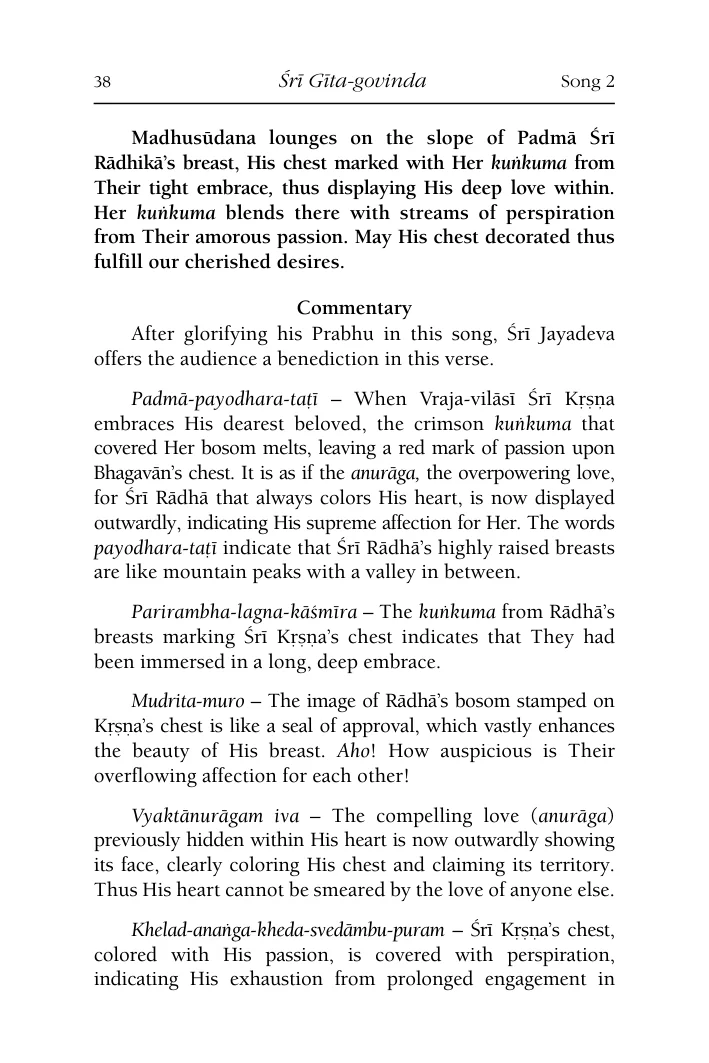 38 Śrī Gīta-govinda Song 2
Madhusūdana lounges on the slope of Padmā Śrī
Rādhikā’s breast, His chest marked with Her kuṅkuma from
Their tight embrace, thus displaying His deep love within.
Her kuṅkuma blends there with streams of perspiration
from Their amorous passion. May His chest decorated thus
fulfill our cherished desires.
Commentary
After glorifying his Prabhu in this song, Śrī Jayadeva
offers the audience a benediction in this verse.
Padmā-payodhara-taṭī – When Vraja-vilāsī Śrī Kṛṣṇa
embraces His dearest beloved, the crimson kuṅkuma that
covered Her bosom melts, leaving a red mark of passion upon
Bhagavān’s chest. It is as if the anurāga, the overpowering love,
for Śrī Rādhā that always colors His heart, is now displayed
outwardly, indicating His supreme affection for Her. The words
payodhara-taṭī indicate that Śrī Rādhā’s highly raised breasts
are like mountain peaks with a valley in between.
Parirambha-lagna-kāśmīra – The kuṅkuma from Rādhā’s
breasts marking Śrī Kṛṣṇa’s chest indicates that They had
been immersed in a long, deep embrace.
Mudrita-muro – The image of Rādhā’s bosom stamped on
Kṛṣṇa’s chest is like a seal of approval, which vastly enhances
the beauty of His breast. Aho! How auspicious is Their
overflowing affection for each other!
Vyaktānurāgam iva – The compelling love (anurāga)
previously hidden within His heart is now outwardly showing
its face, clearly coloring His chest and claiming its territory.
Thus His heart cannot be smeared by the love of anyone else.
Khelad-anaṅga-kheda-svedāmbu-puram – Śrī Kṛṣṇa’s chest,
colored with His passion, is covered with perspiration,
indicating His exhaustion from prolonged engagement in